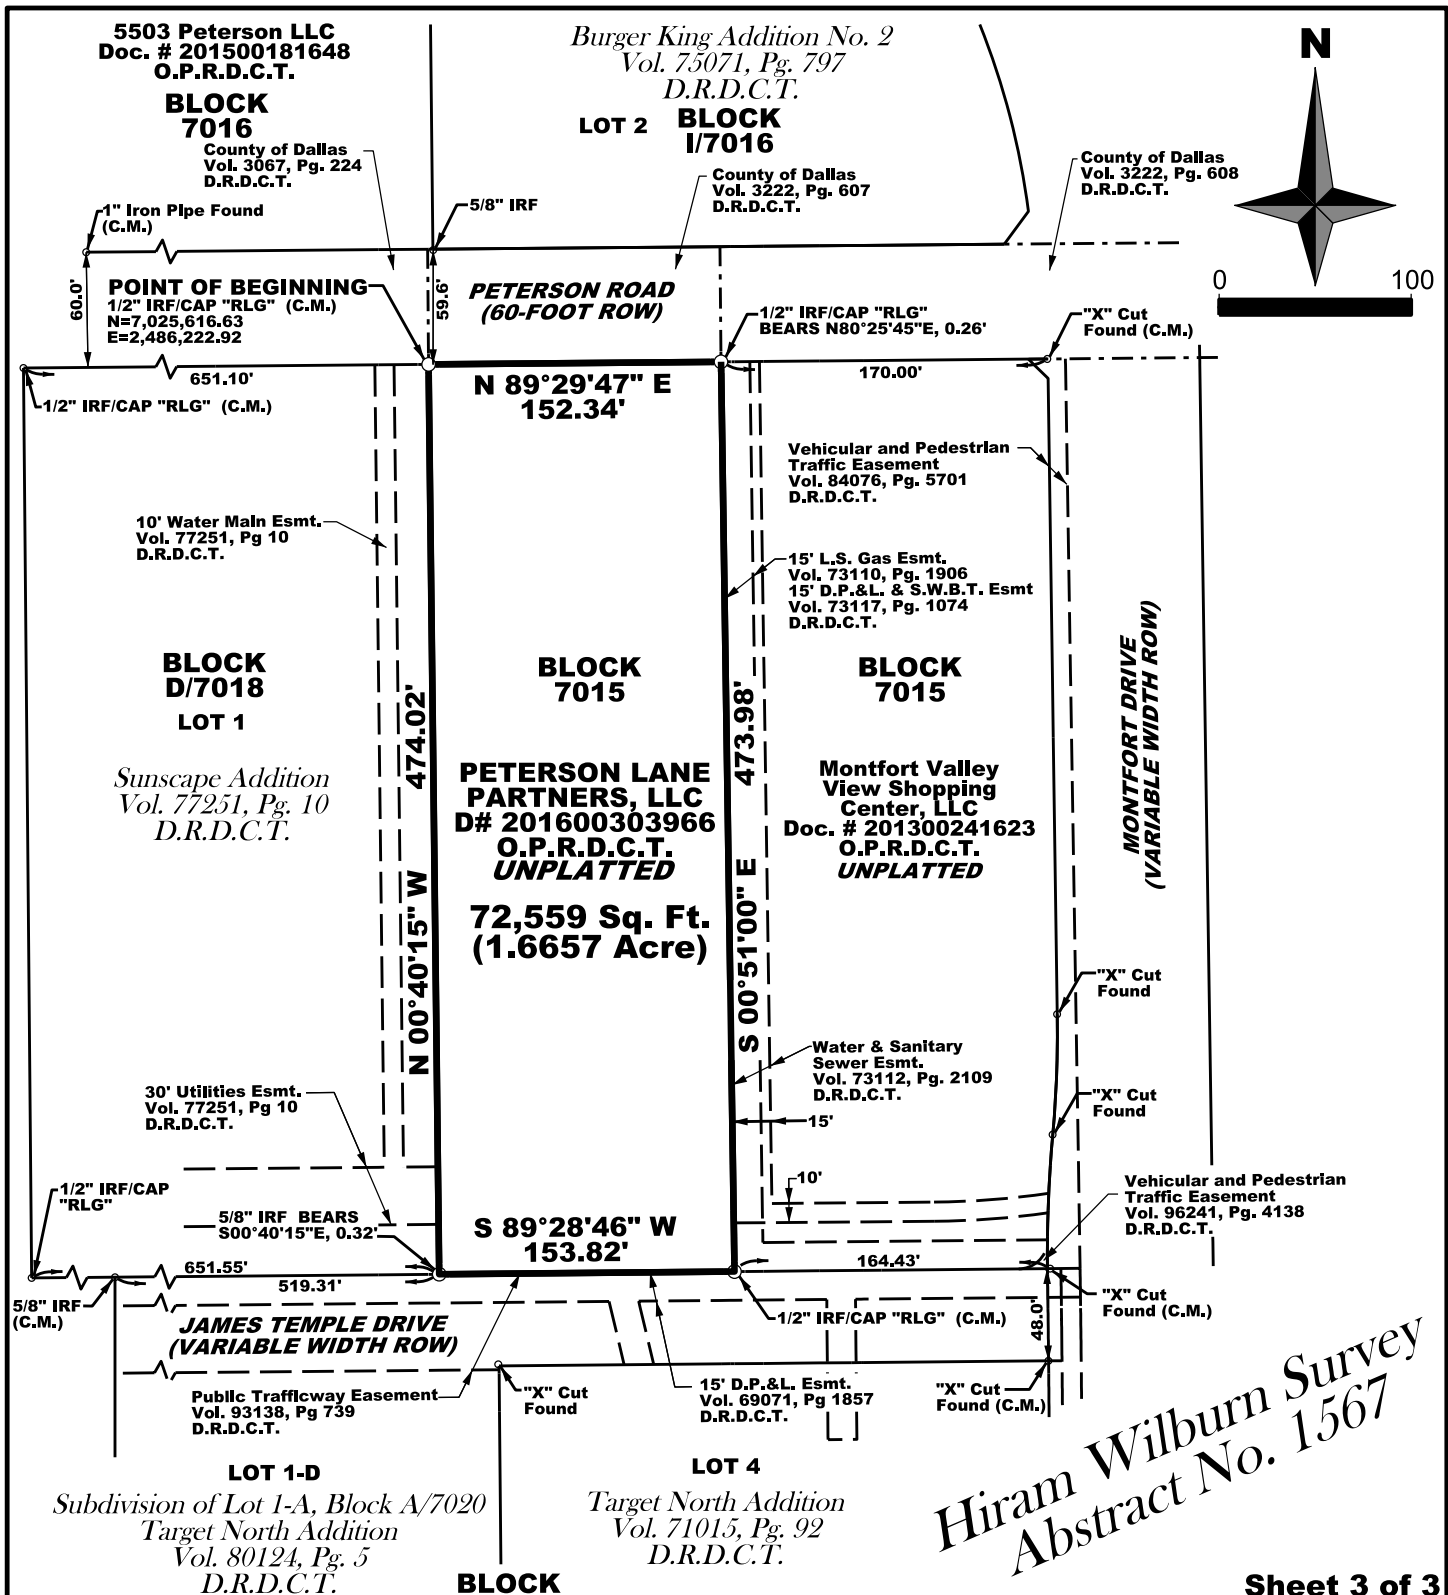 5503 Peterson LLC
Doc. # 201500181648
O.P.R.D.C.T.
BLOCK
7016
County of Dallas
Vol. 3067, Pg. 224
D.R.D.C.T.
Burger King Addition No. 2
Vol. 75071, Pg. 797
D.R.D.C.T.
LOT 2
BLOCK
I/7016
County of Dallas
Vol. 3222, Pg. 607
D.R.D.C.T.
County of Dallas
Vol. 3222, Pg. 608
D.R.D.C.T.
N
0 100
1" Iron Pipe Found
(C.M.)
5/8" IRF
60.0'
POINT OF BEGINNING
1/2" IRF/CAP "RLG" (C.M.)
N=7,025,616.63
E=2,486,222.92
59.6'
PETERSON ROAD
(60-FOOT ROW)
1/2" IRF/CAP "RLG"
BEARS N80°25'45"E, 0.26'
"X" Cut
Found (C.M.)
651.10'
1/2" IRF/CAP "RLG" (C.M.)
N 89°29'47" E
152.34'
170.00'
Vehicular and Pedestrian
Traffic Easement
Vol. 84076, Pg. 5701
D.R.D.C.T.
10' Water Main Esmt.
Vol. 77251, Pg 10
D.R.D.C.T.
15' L.S. Gas Esmt.
Vol. 73110, Pg. 1906
15' D.P.&L. & S.W.B.T. Esmt
Vol. 73117, Pg. 1074
D.R.D.C.T.
BLOCK
D/7018
LOT 1
Sunscape Addition
Vol. 77251, Pg. 10
D.R.D.C.T.
N 00°40'15" W 474.02'
BLOCK
7015
PETERSON LANE
PARTNERS, LLC
D# 201600303966
O.P.R.D.C.T.
UNPLATTED
72,559 Sq. Ft.
(1.6657 Acre)
S 00°51'00" E 473.98'
BLOCK
7015
Montfort Valley
View Shopping
Center, LLC
Doc. # 201300241623
O.P.R.D.C.T.
UNPLATTED
MONTFORT DRIVE
(VARIABLE WIDTH ROW)
"X" Cut
Found
Water & Sanitary
Sewer Esmt.
Vol. 73112, Pg. 2109
D.R.D.C.T.
"X" Cut
Found
15'
10'
30' Utilities Esmt.
Vol. 77251, Pg 10
D.R.D.C.T.
1/2" IRF/CAP
"RLG"
5/8" IRF BEARS
S00°40'15"E, 0.32'
S 89°28'46" W
153.82'
Vehicular and Pedestrian
Traffic Easement
Vol. 96241, Pg. 4138
D.R.D.C.T.
651.55'
519.31'
164.43'
5/8" IRF
(C.M.)
JAMES TEMPLE DRIVE
(VARIABLE WIDTH ROW)
1/2" IRF/CAP "RLG" (C.M.)
48.0'
"X" Cut
Found (C.M.)
Public Trafficway Easement
Vol. 93138, Pg 739
D.R.D.C.T.
"X" Cut
Found
15' D.P.&L. Esmt.
Vol. 69071, Pg 1857
D.R.D.C.T.
"X" Cut
Found (C.M.)
LOT 1-D
Subdivision of Lot 1-A, Block A/7020
Target North Addition
Vol. 80124, Pg. 5
D.R.D.C.T.
BLOCK
LOT 4
Target North Addition
Vol. 71015, Pg. 92
D.R.D.C.T.
Hiram Wilburn Survey
Abstract No. 1567
Sheet 3 of 3